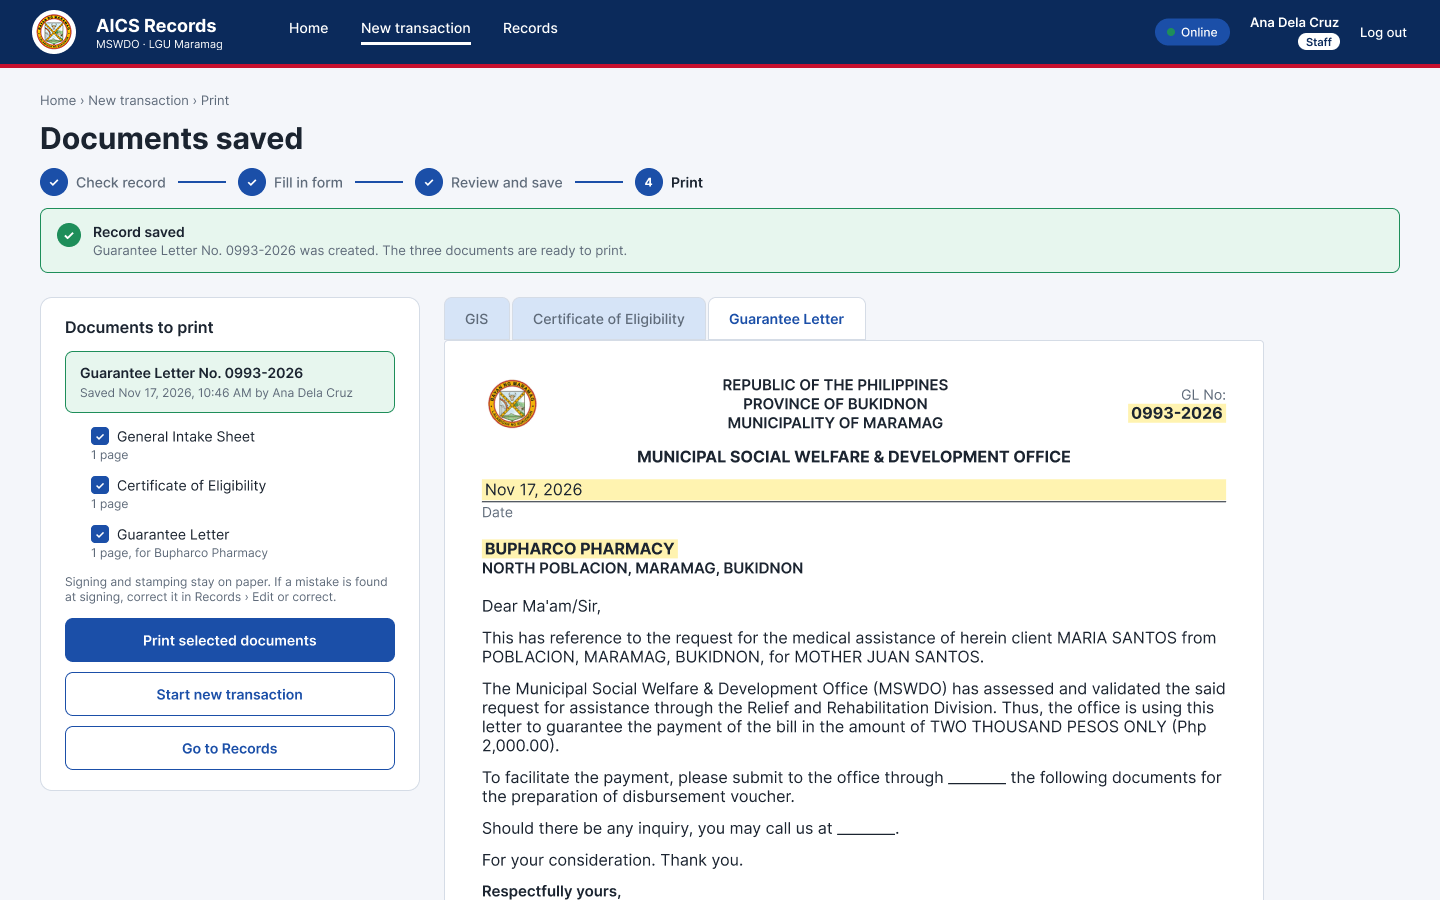 AICS Records
MSWDO · LGU Maramag
Home
New transaction
Records
Online
Ana Dela Cruz
Staff
Log out
Home › New transaction › Print
Documents saved
Check record
Fill in form
Review and save
4
Print
Record saved
Guarantee Letter No. 0993-2026 was created. The three documents are ready to print.
Documents to print
Guarantee Letter No. 0993-2026
Saved Nov 17, 2026, 10:46 AM by Ana Dela Cruz
General Intake Sheet
1 page
Certificate of Eligibility
1 page
Guarantee Letter
1 page, for Bupharco Pharmacy
Signing and stamping stay on paper. If a mistake is found
at signing, correct it in Records › Edit or correct.
Print selected documents
Start new transaction
Go to Records
GIS
Certificate of Eligibility
Guarantee Letter
REPUBLIC OF THE PHILIPPINES
PROVINCE OF BUKIDNON
MUNICIPALITY OF MARAMAG
GL No:
0993-2026
MUNICIPAL SOCIAL WELFARE & DEVELOPMENT OFFICE
Nov 17, 2026
Date
BUPHARCO PHARMACY
NORTH POBLACION, MARAMAG, BUKIDNON
Dear Ma'am/Sir,
This has reference to the request for the medical assistance of herein client MARIA SANTOS from
POBLACION, MARAMAG, BUKIDNON, for MOTHER JUAN SANTOS.
The Municipal Social Welfare & Development Office (MSWDO) has assessed and validated the said
request for assistance through the Relief and Rehabilitation Division. Thus, the office is using this
letter to guarantee the payment of the bill in the amount of TWO THOUSAND PESOS ONLY (Php
2,000.00).
To facilitate the payment, please submit to the office through _______ the following documents for
the preparation of disbursement voucher.
Should there be any inquiry, you may call us at _______.
For your consideration. Thank you.
Respectfully yours,